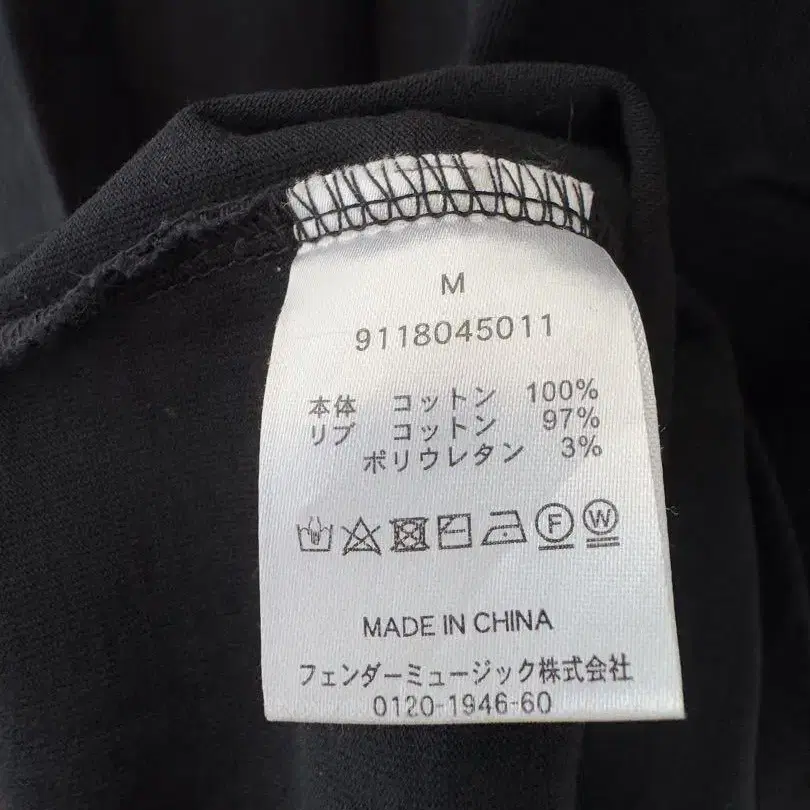 M
9118045011
本体 コットン 100%
リブ コットン 97%
ポリウレタン 3%
F W
MADE IN CHINA
フェンダーミュージック株式会社
0120-1946-60